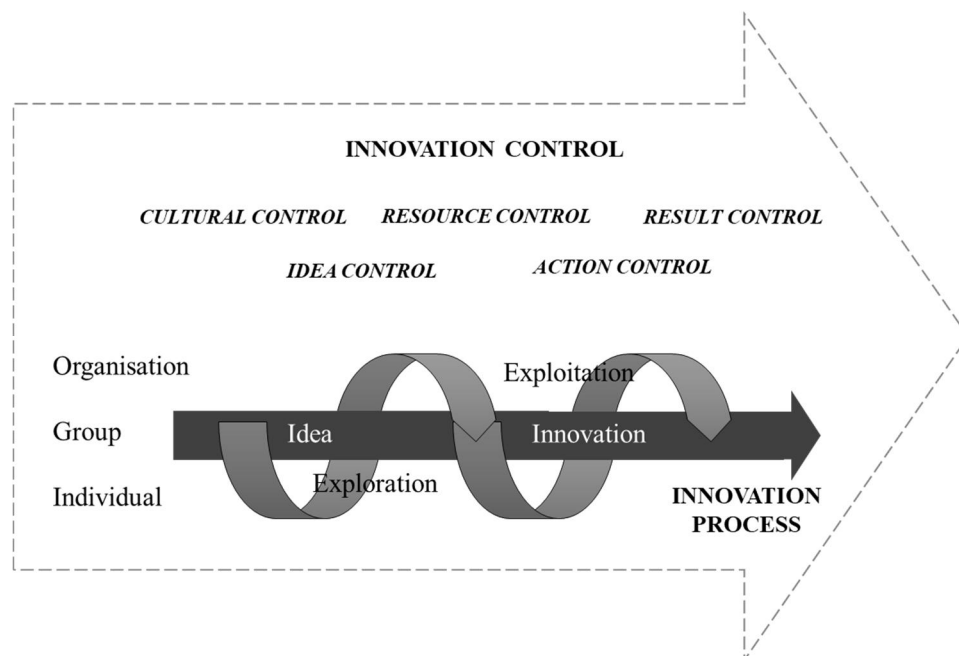 INNOVATION CONTROL
CULTURAL CONTROL RESOURCE CONTROL RESULT CONTROL
IDEA CONTROL ACTION CONTROL
Organisation
Exploitation
Group
Idea
Innovation
Exploration
Individual
INNOVATION
PROCESS